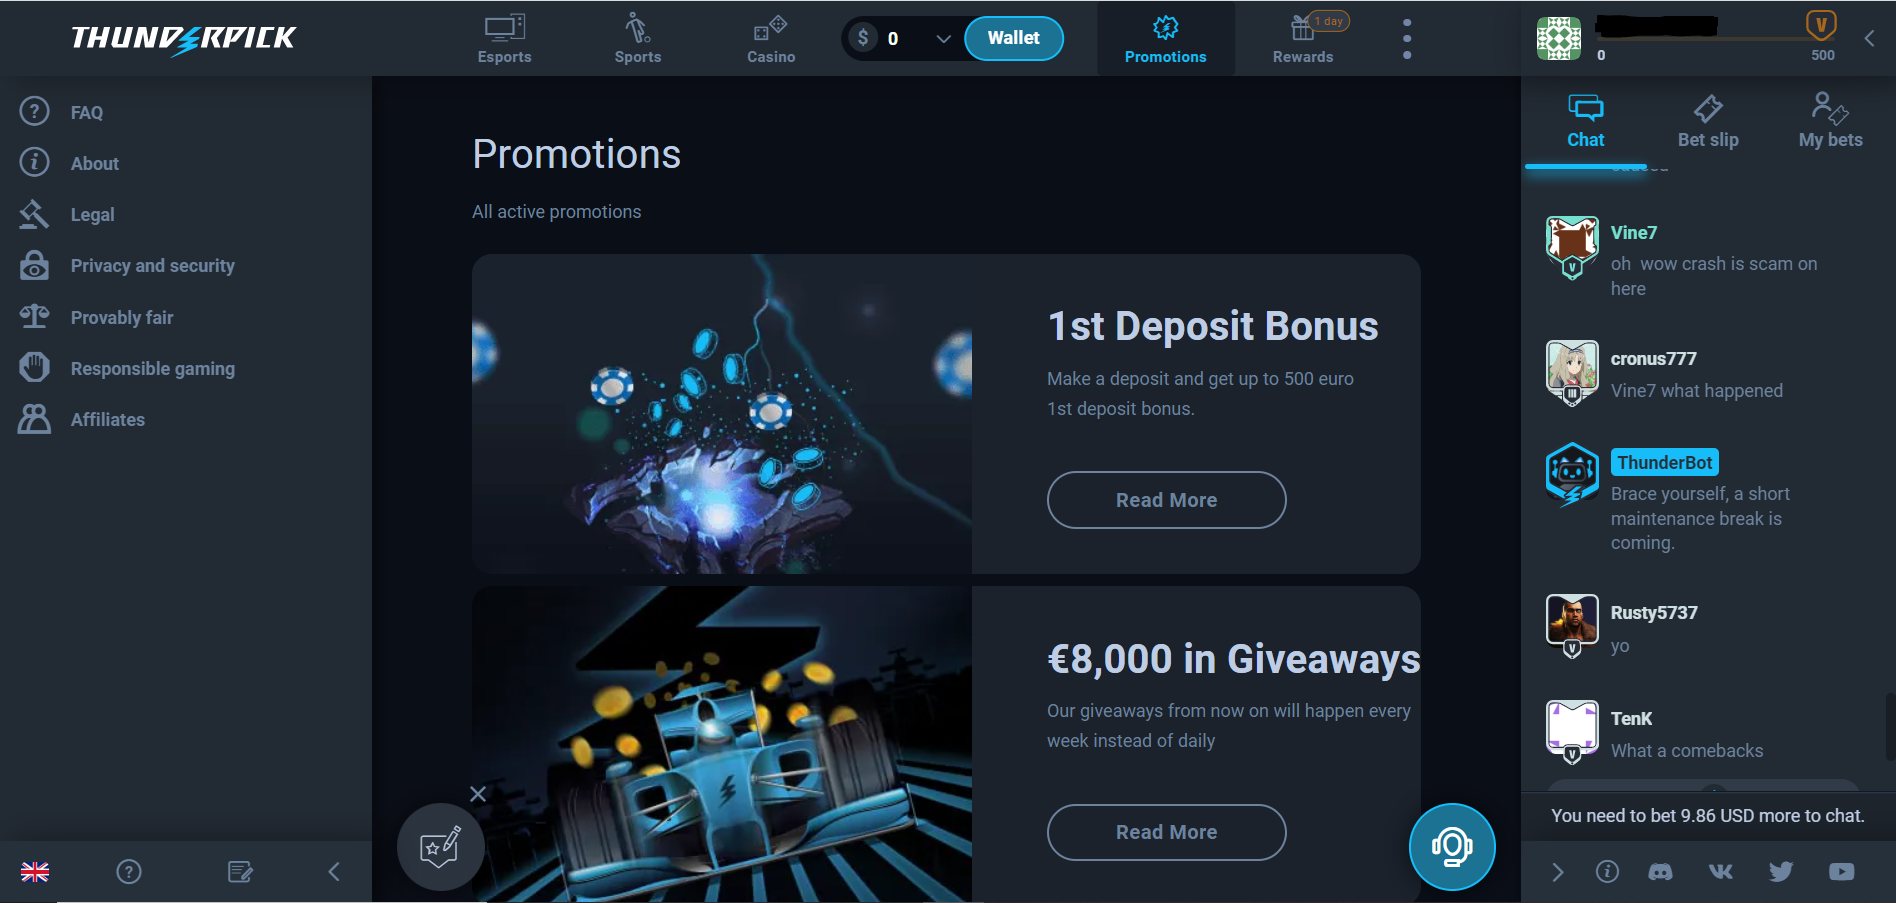 THUNDERPICK
Esports
Sports
Casino
$ 0
Wallet
Promotions
1 day
Rewards
V
0
500
FAQ
About
Legal
Privacy and security
Provably fair
Responsible gaming
Affiliates
Promotions
All active promotions
1st Deposit Bonus
Make a deposit and get up to 500 euro
1st deposit bonus.
Read More
€8,000 in Giveaways
Our giveaways from now on will happen every
week instead of daily
Read More
Chat
Bet slip
My bets
Vine7
oh wow crash is scam on
here
V
cronus777
Vine7 what happened
III
ThunderBot
Brace yourself, a short
maintenance break is
coming.
Rusty5737
yo
V
TenK
What a comebacks
V
You need to bet 9.86 USD more to chat.